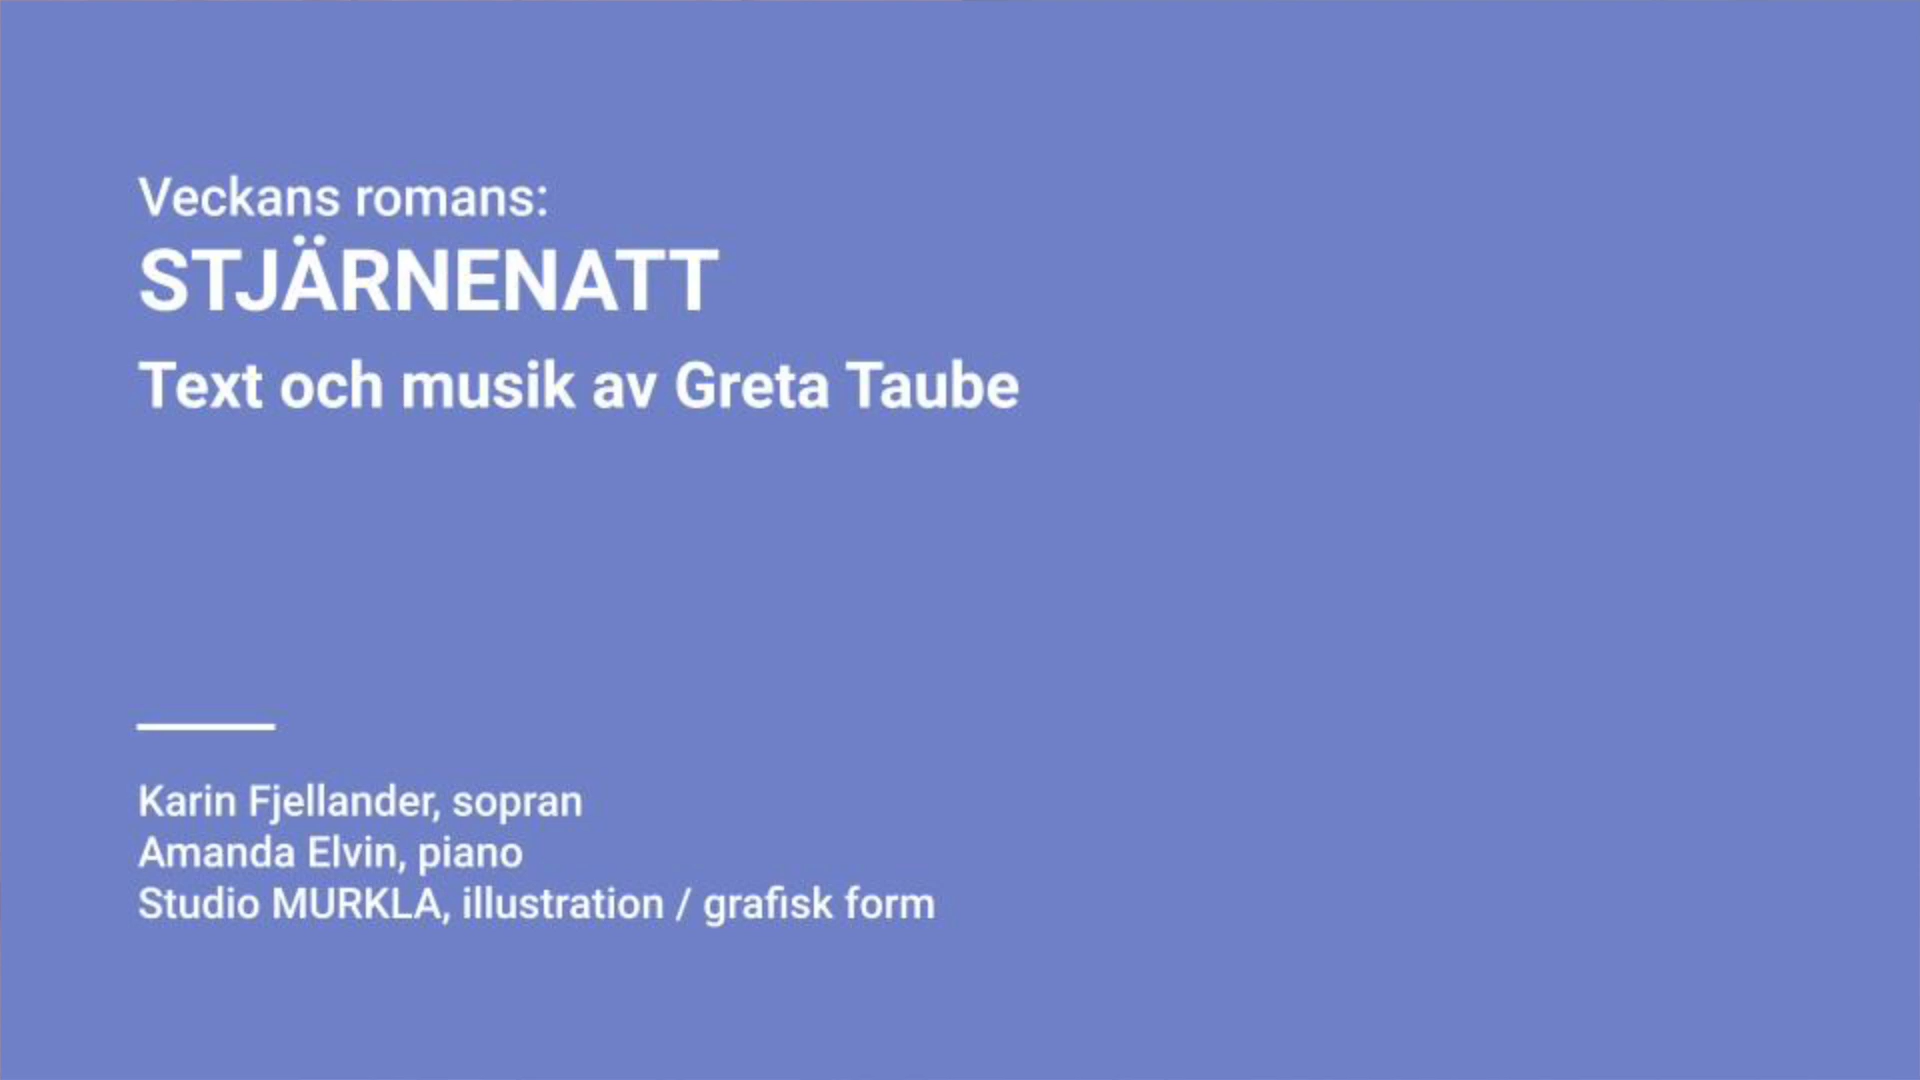 Veckans romans:
STJÄRNENATT
Text och musik av Greta Taube
Karin Fjellander, sopran
Amanda Elvin, piano
Studio MURKLA, illustration / grafisk form